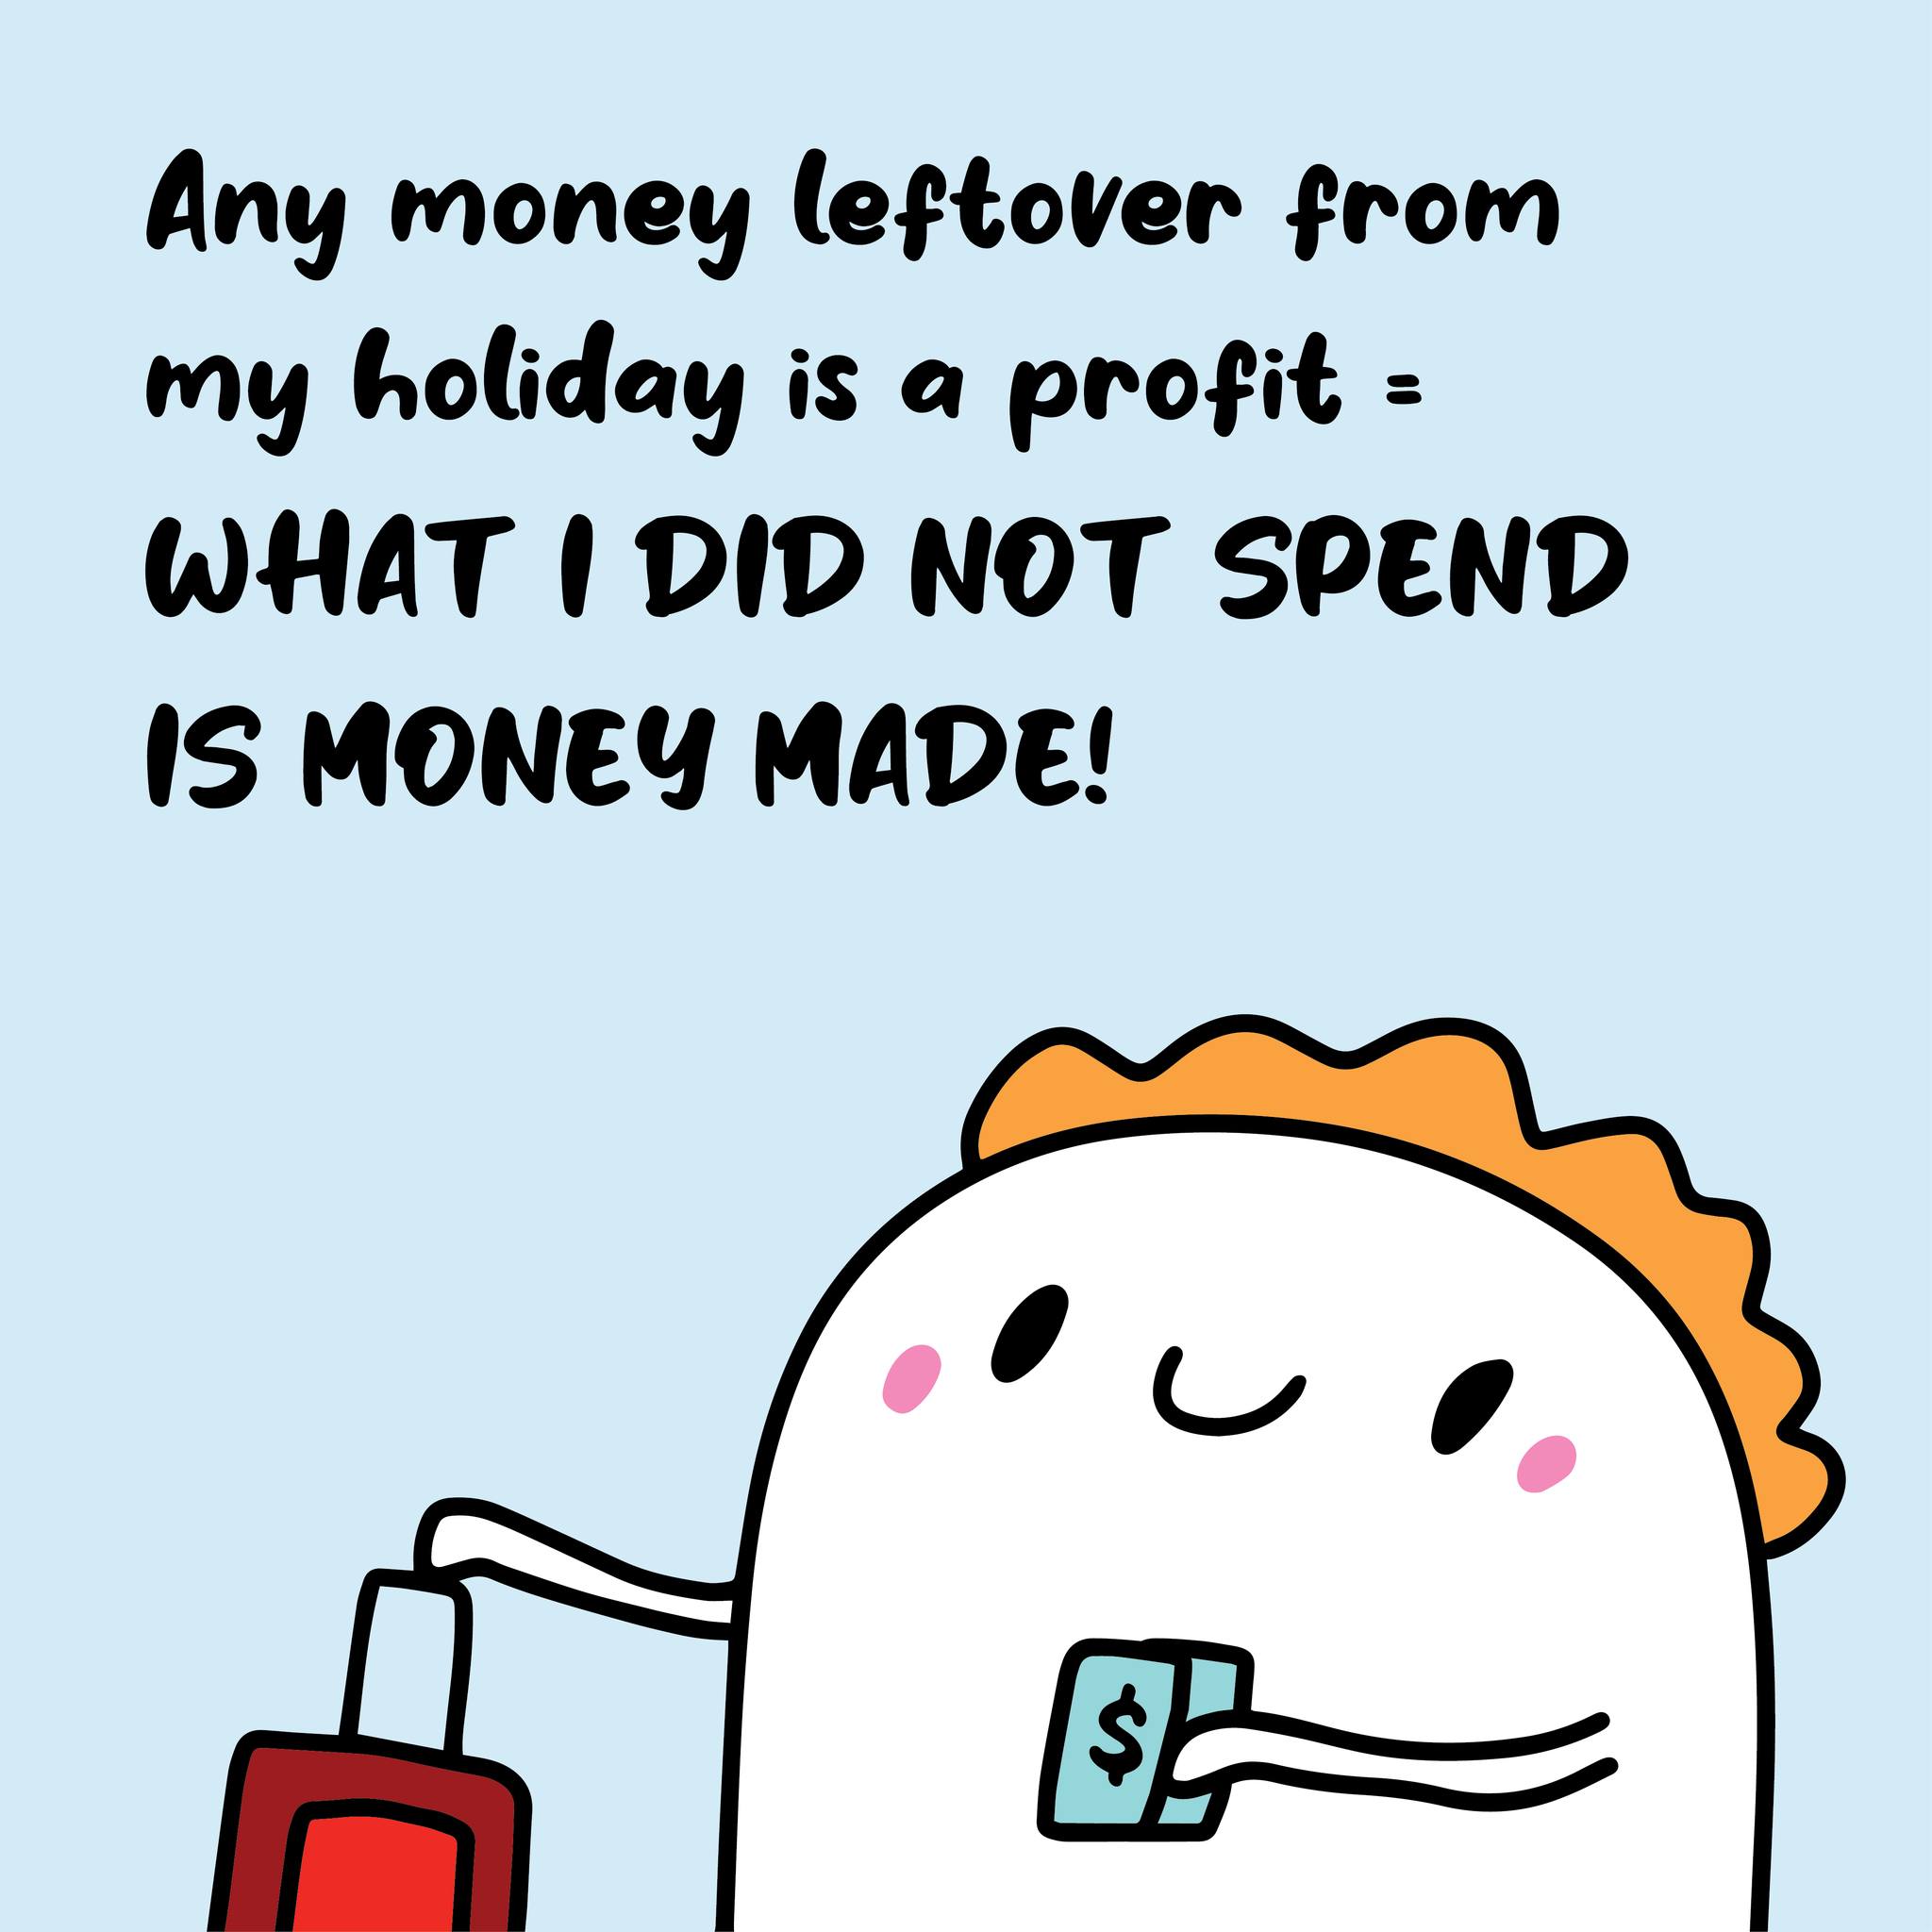 Any money leftover from
my holiday is a profit =
WHAT I DID NOT SPEND
IS MONEY MADE!
$